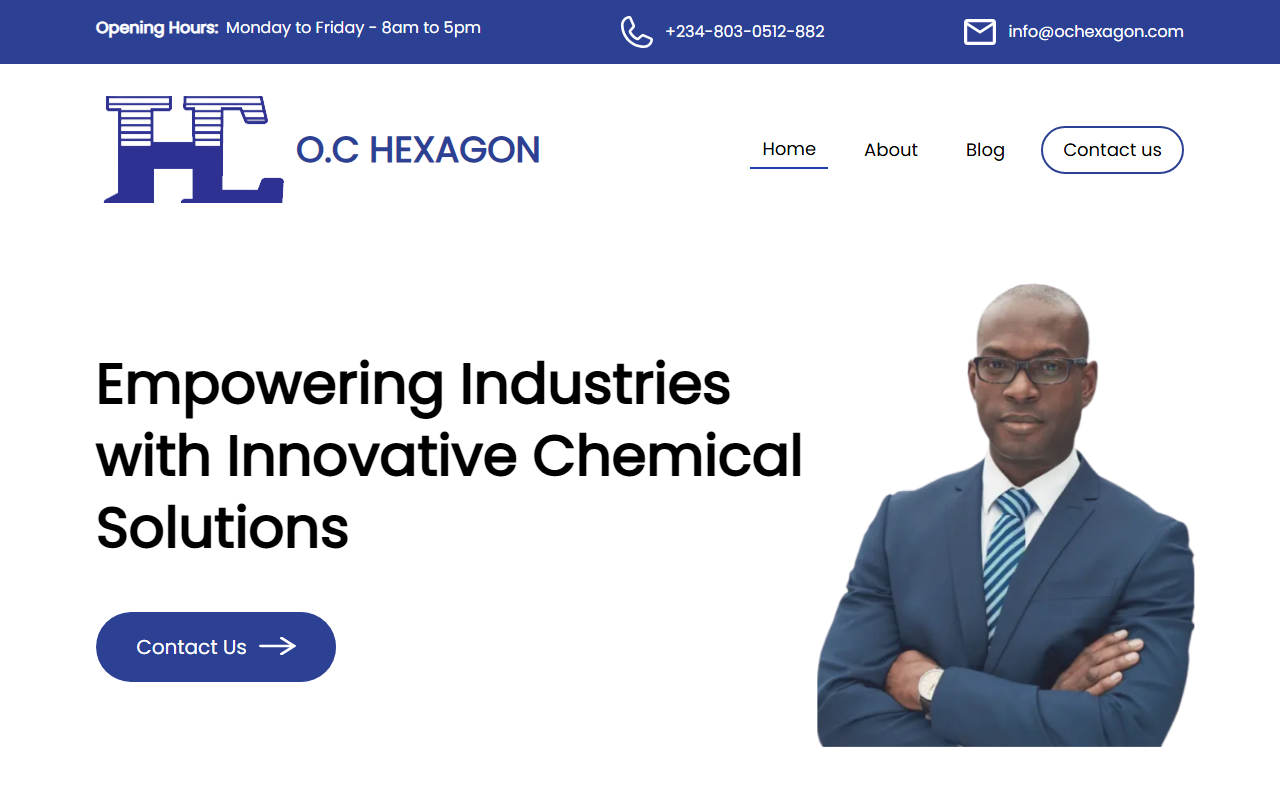 Opening Hours: Monday to Friday - 8am to 5pm
+234-803-0512-882
info@ochexagon.com
HC
O.C HEXAGON
Home
About
Blog
Contact us
Empowering Industries
with Innovative Chemical
Solutions
Contact Us